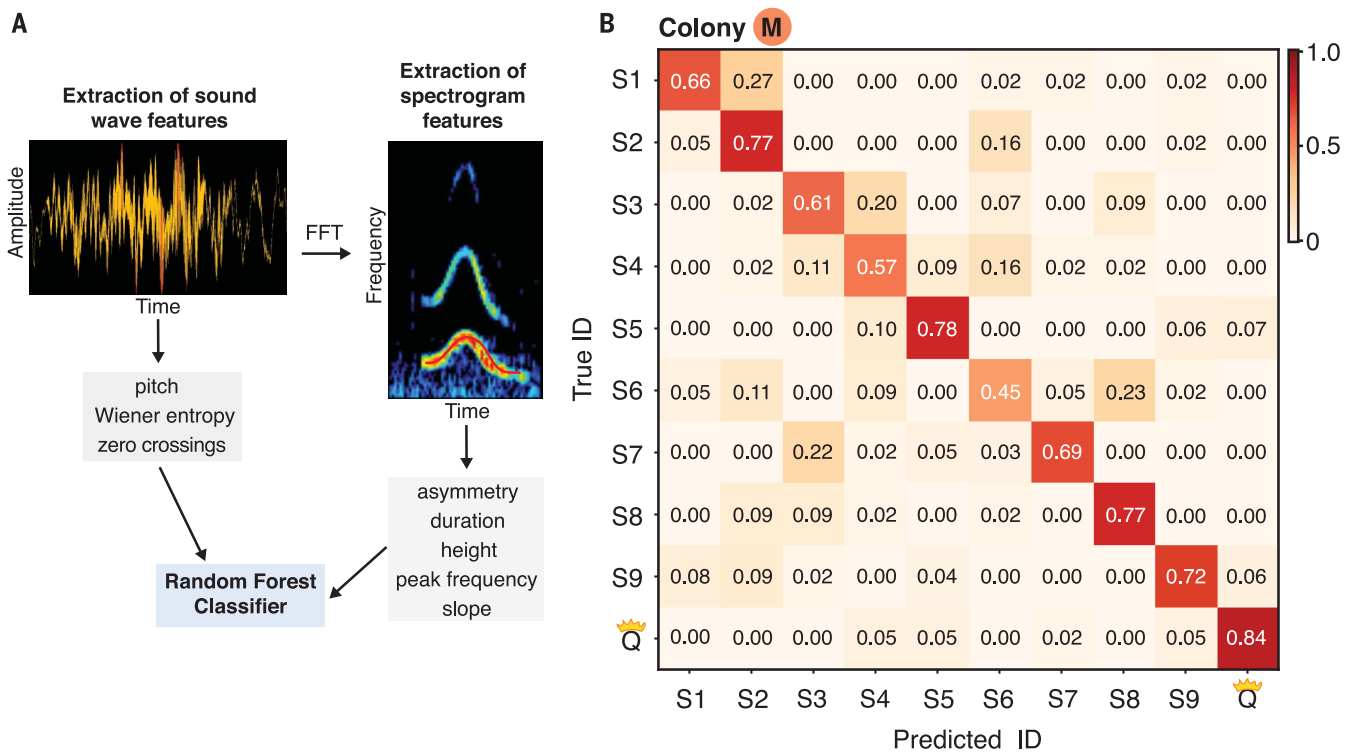 A
Extraction of sound
wave features
Amplitude
Time
FFT
Extraction of
spectrogram
features
Frequency
Time
pitch
Wiener entropy
zero crossings
asymmetry
duration
height
peak frequency
slope
Random Forest
Classifier
B
Colony M
True ID
S1 0.66 0.27 0.00 0.00 0.00 0.02 0.02 0.00 0.02 0.00
S2 0.05 0.77 0.00 0.00 0.00 0.16 0.00 0.00 0.02 0.00
S3 0.00 0.02 0.61 0.20 0.00 0.07 0.00 0.09 0.00 0.00
S4 0.00 0.02 0.11 0.57 0.09 0.16 0.02 0.02 0.00 0.00
S5 0.00 0.00 0.00 0.10 0.78 0.00 0.00 0.00 0.06 0.07
S6 0.05 0.11 0.00 0.09 0.00 0.45 0.05 0.23 0.02 0.00
S7 0.00 0.00 0.22 0.02 0.05 0.03 0.69 0.00 0.00 0.00
S8 0.00 0.09 0.09 0.02 0.00 0.02 0.00 0.77 0.00 0.00
S9 0.08 0.09 0.02 0.00 0.04 0.00 0.00 0.00 0.72 0.06
Q 0.00 0.00 0.00 0.05 0.05 0.00 0.02 0.00 0.05 0.84
S1 S2 S3 S4 S5 S6 S7 S8 S9 Q
Predicted ID
1.0
0.5
0